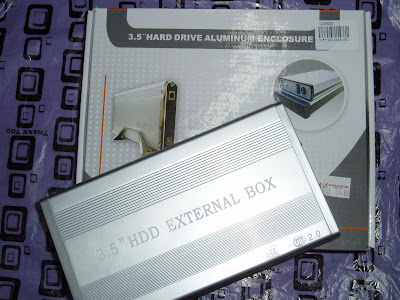 3.5" HARD DRIVE ALUMINUM ENCLOSURE
THANK YOU
3.5" HDD EXTERNAL BOX
2.0